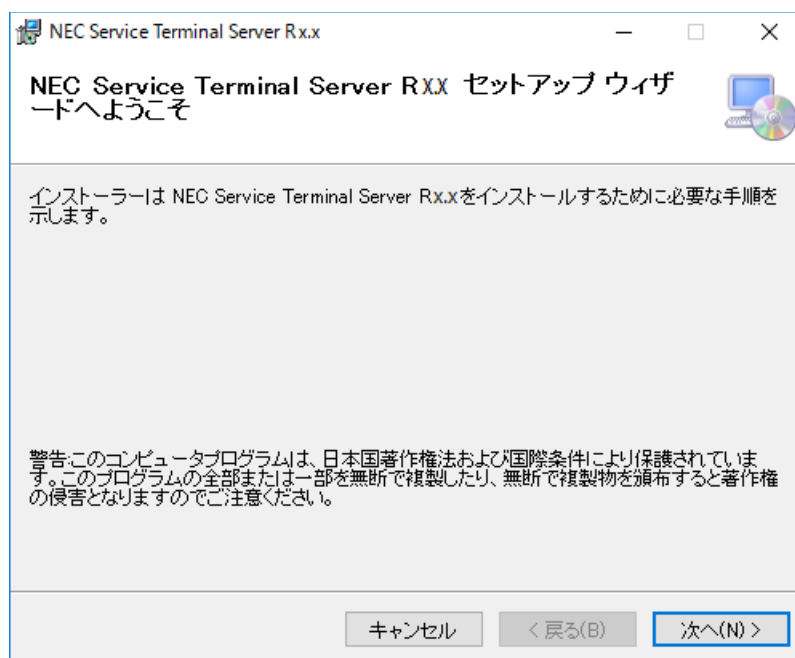 NEC Service Terminal Server Rx.x
NEC Service Terminal Server RX.X セットアップ ウィザ
ードへようこそ
インストーラーは NEC Service Terminal Server Rx.xをインストールするために必要な手順を
示します。
警告:このコンピュータプログラムは、日本国著作権法および国際条件により保護されていま
す。このプログラムの全部または一部を無断で複製したり、無断で複製物を頒布すると著作権
の侵害となりますのでご注意ください。
キャンセル
< 戻る(B)
次へ(N) >